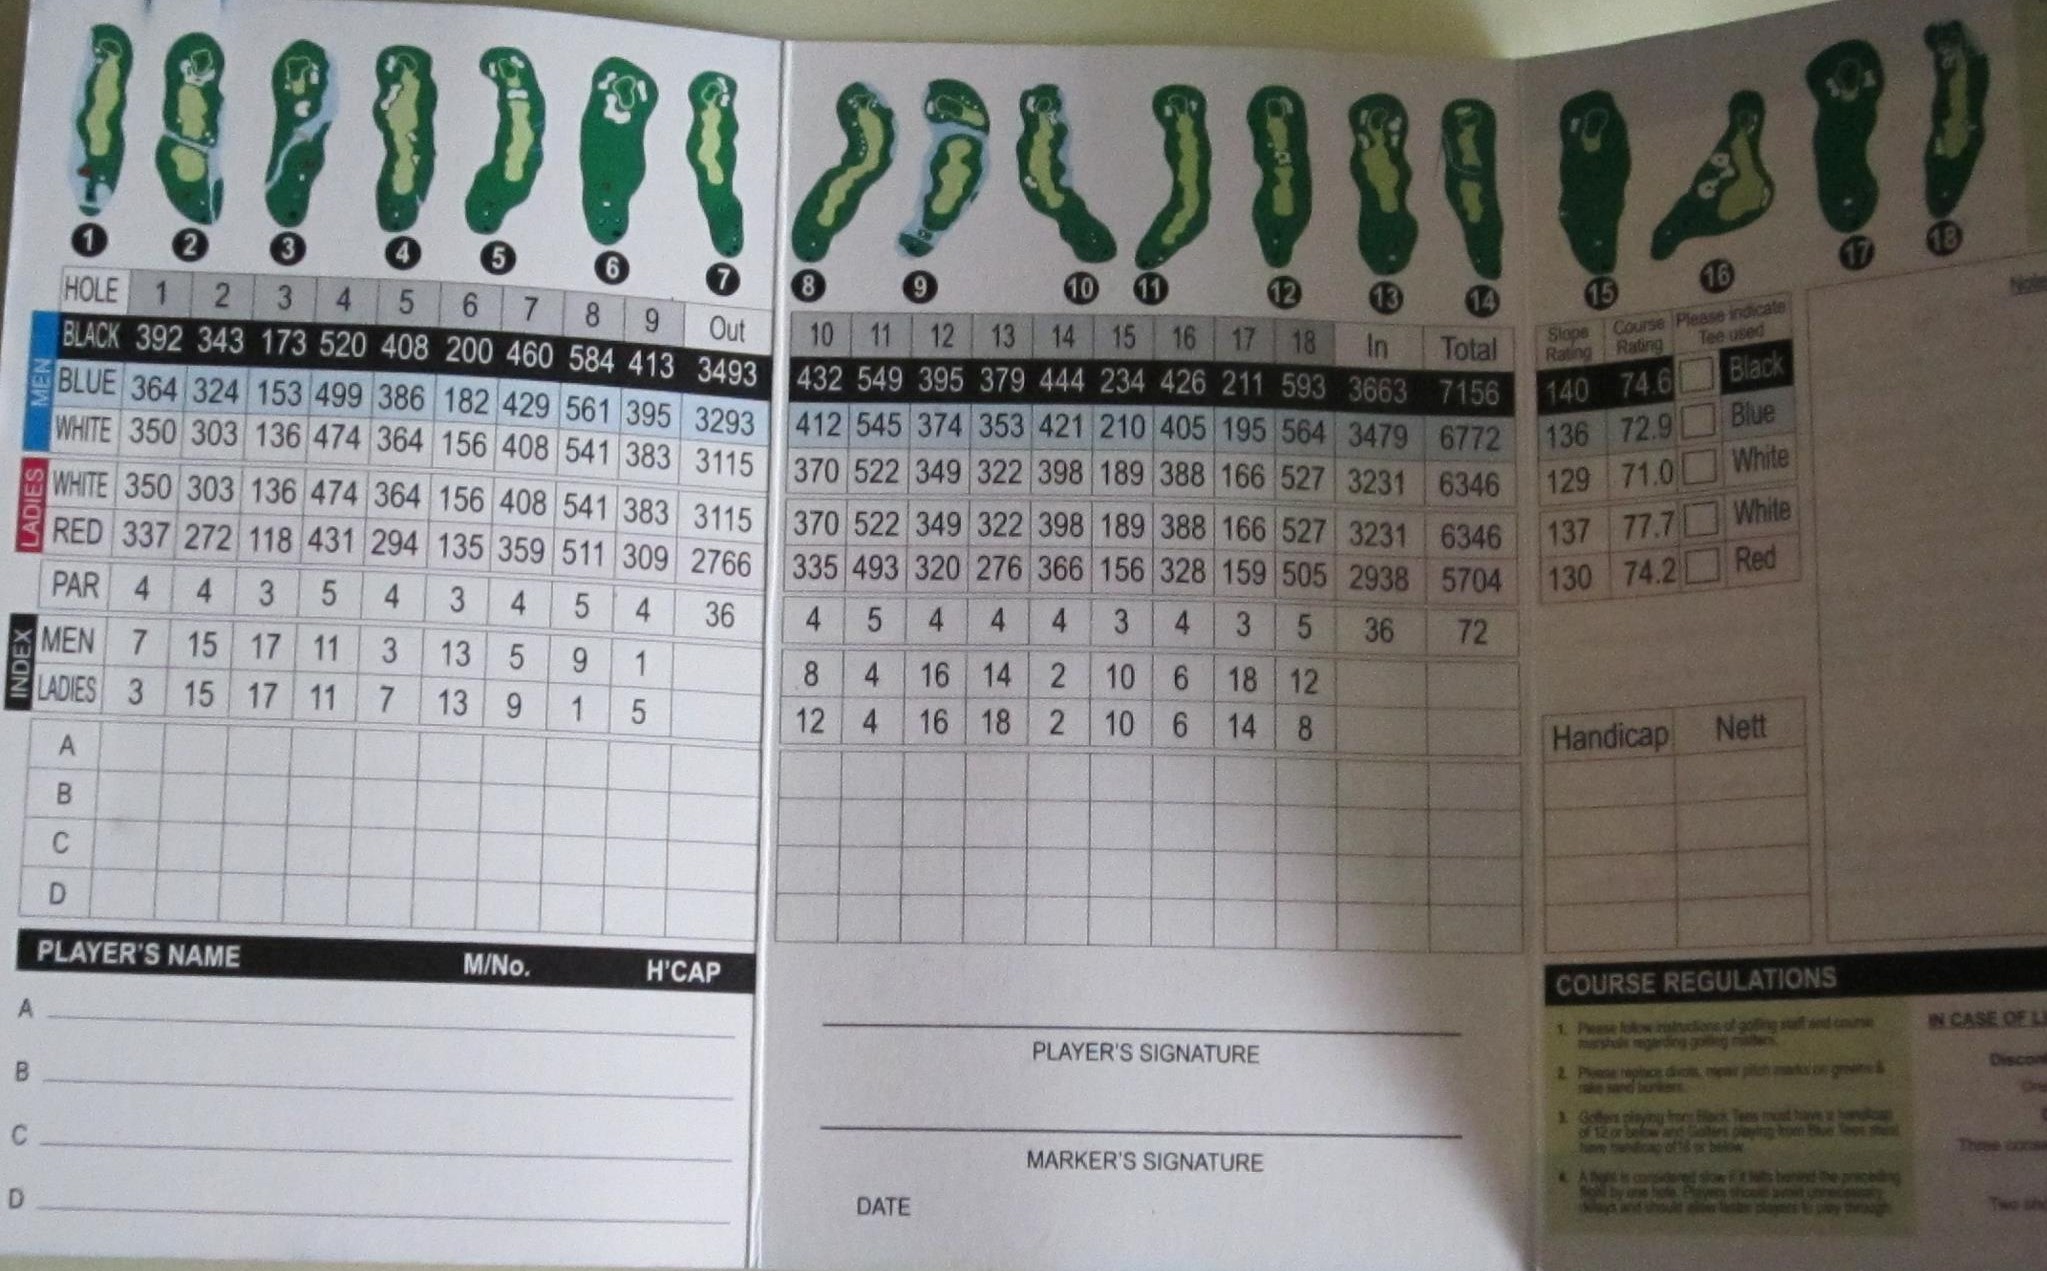 1 2 3 4 5 6 7 8 9 10 11 12 13 14 15 16 17 18
HOLE 1 2 3 4 5 6 7 8 9 Out 10 11 12 13 14 15 16 17 18 In Total Slope Rating Course Rating Please indicate Tee used
MEN
BLACK 392 343 173 520 408 200 460 584 413 3493 432 549 395 379 444 234 426 211 593 3663 7156 140 74.6 Black
BLUE 364 324 153 499 386 182 429 561 395 3293 412 545 374 353 421 210 405 195 564 3479 6772 136 72.9 Blue
WHITE 350 303 136 474 364 156 408 541 383 3115 370 522 349 322 398 189 388 166 527 3231 6346 129 71.0 White
LADIES
WHITE 350 303 136 474 364 156 408 541 383 3115 370 522 349 322 398 189 388 166 527 3231 6346 137 77.7 White
RED 337 272 118 431 294 135 359 511 309 2766 335 493 320 276 366 156 328 159 505 2938 5704 130 74.2 Red
PAR 4 4 3 5 4 3 4 5 4 36 4 5 4 4 4 3 4 3 5 36 72
INDEX
MEN 7 15 17 11 3 13 5 9 1 8 4 16 14 2 10 6 18 12
LADIES 3 15 17 11 7 13 9 1 5 12 4 16 18 2 10 6 14 8
Handicap Nett
A
B
C
D
PLAYER'S NAME M/No. H'CAP
A
B
C
D
PLAYER'S SIGNATURE
MARKER'S SIGNATURE
DATE
COURSE REGULATIONS
1. Please follow instructions of golfing staff and course
marshals regarding golfing matters.
2. Please replace divots, repair pitch marks on greens &
rake sand bunkers.
3. Golfers playing from Black Tees must have a handicap
of 12 or below and Golfers playing from Blue Tees must
have handicap of 18 or below.
4. A flight is considered slow if it falls behind the preceding
flight by one hole. Players should avoid unnecessary
delays and should allow faster players to play through.
IN CASE OF
Three
Two